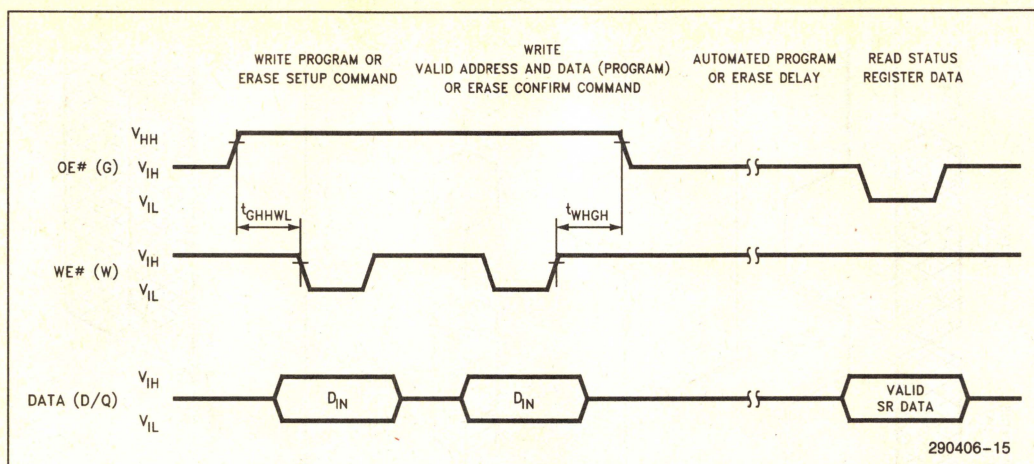 WRITE PROGRAM OR
ERASE SETUP COMMAND
WRITE
VALID ADDRESS AND DATA (PROGRAM)
OR ERASE CONFIRM COMMAND
AUTOMATED PROGRAM
OR ERASE DELAY
READ STATUS
REGISTER DATA
VHH
OE# (G) VIH
VIL
tGHHWL
tWHGH
VIH
WE# (W)
VIL
VIH
DATA (D/Q) DIN DIN VALID
SR DATA
VIL
290406-15